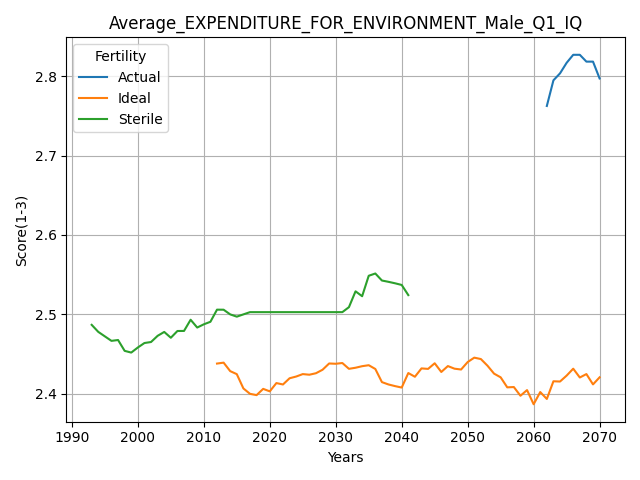 Average_EXPENDITURE_FOR_ENVIRONMENT_Male_Q1_IQ
Fertility
Actual
Ideal
Sterile
Score(1-3)
2.8
2.7
2.6
2.5
2.4
1990 2000 2010 2020 2030 2040 2050 2060 2070
Years